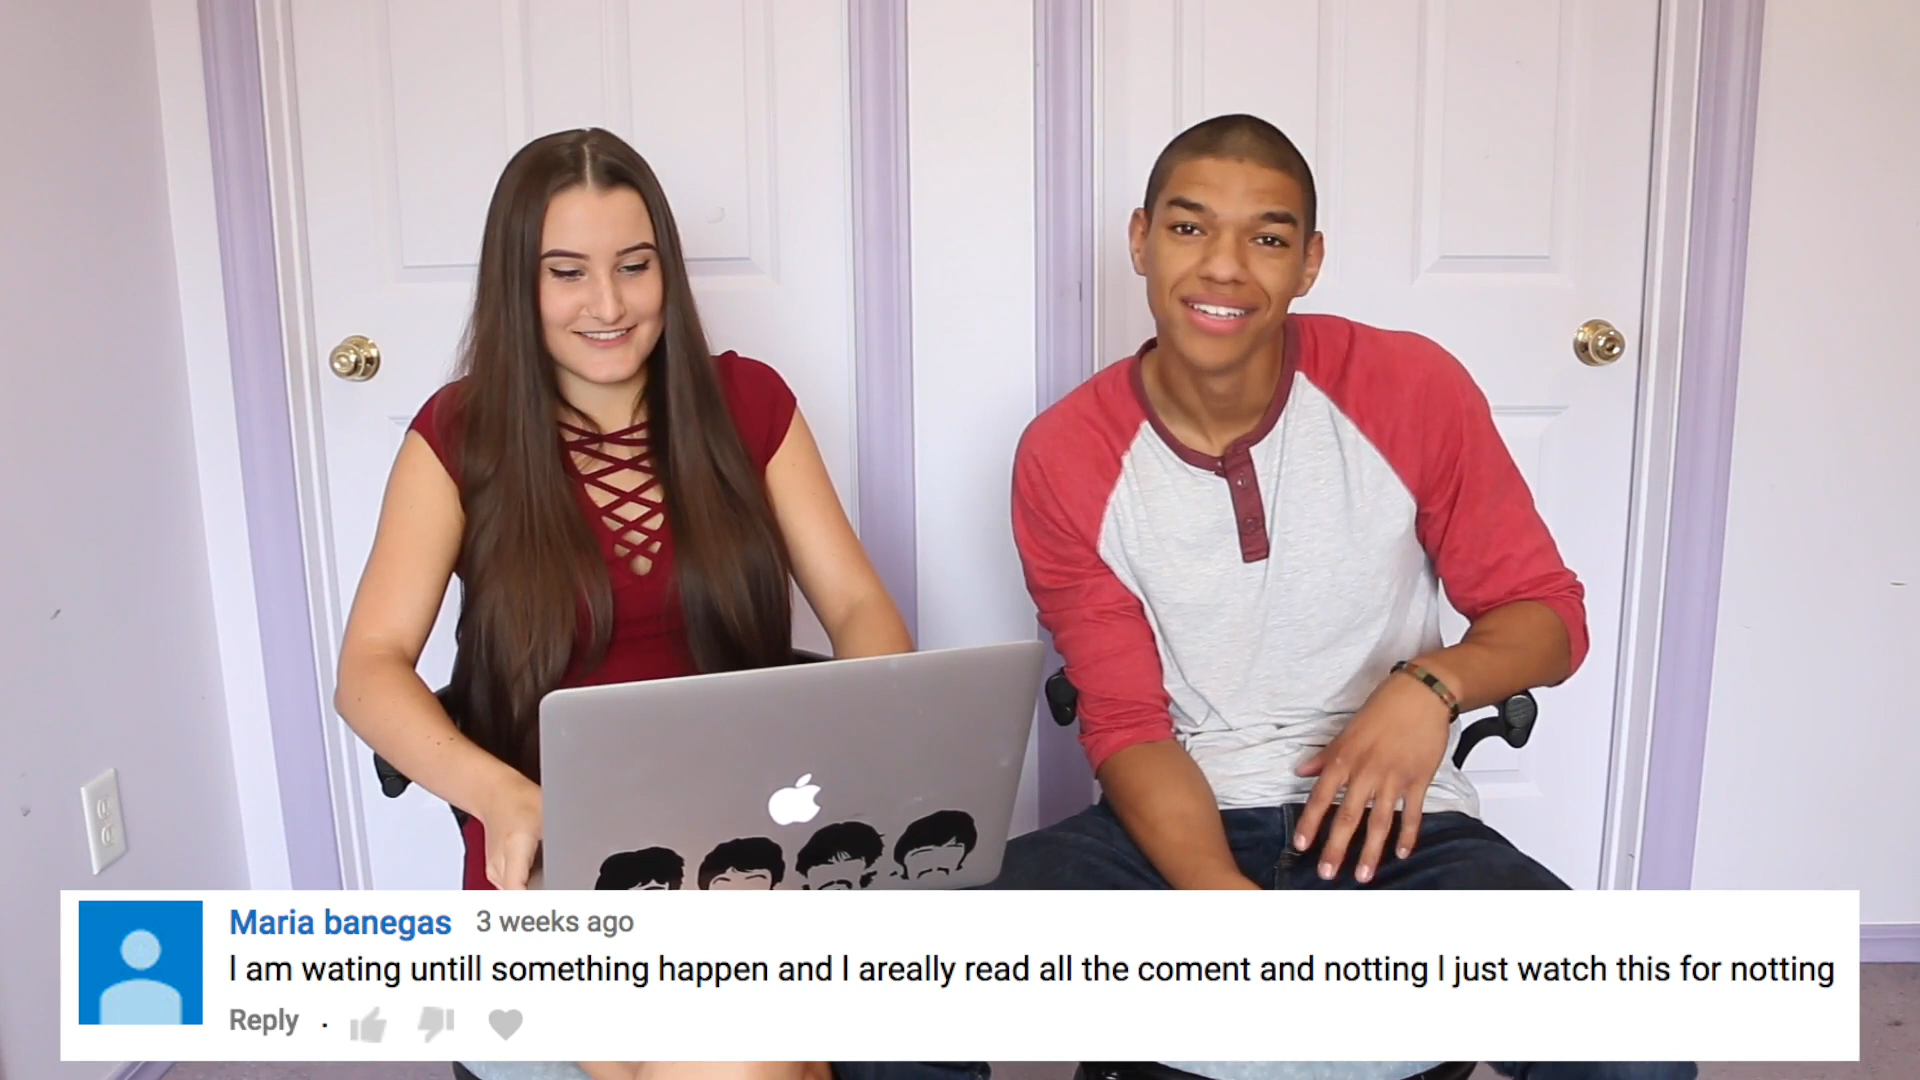 Maria banegas 3 weeks ago
I am wating untill something happen and I areally read all the coment and notting I just watch this for notting
Reply